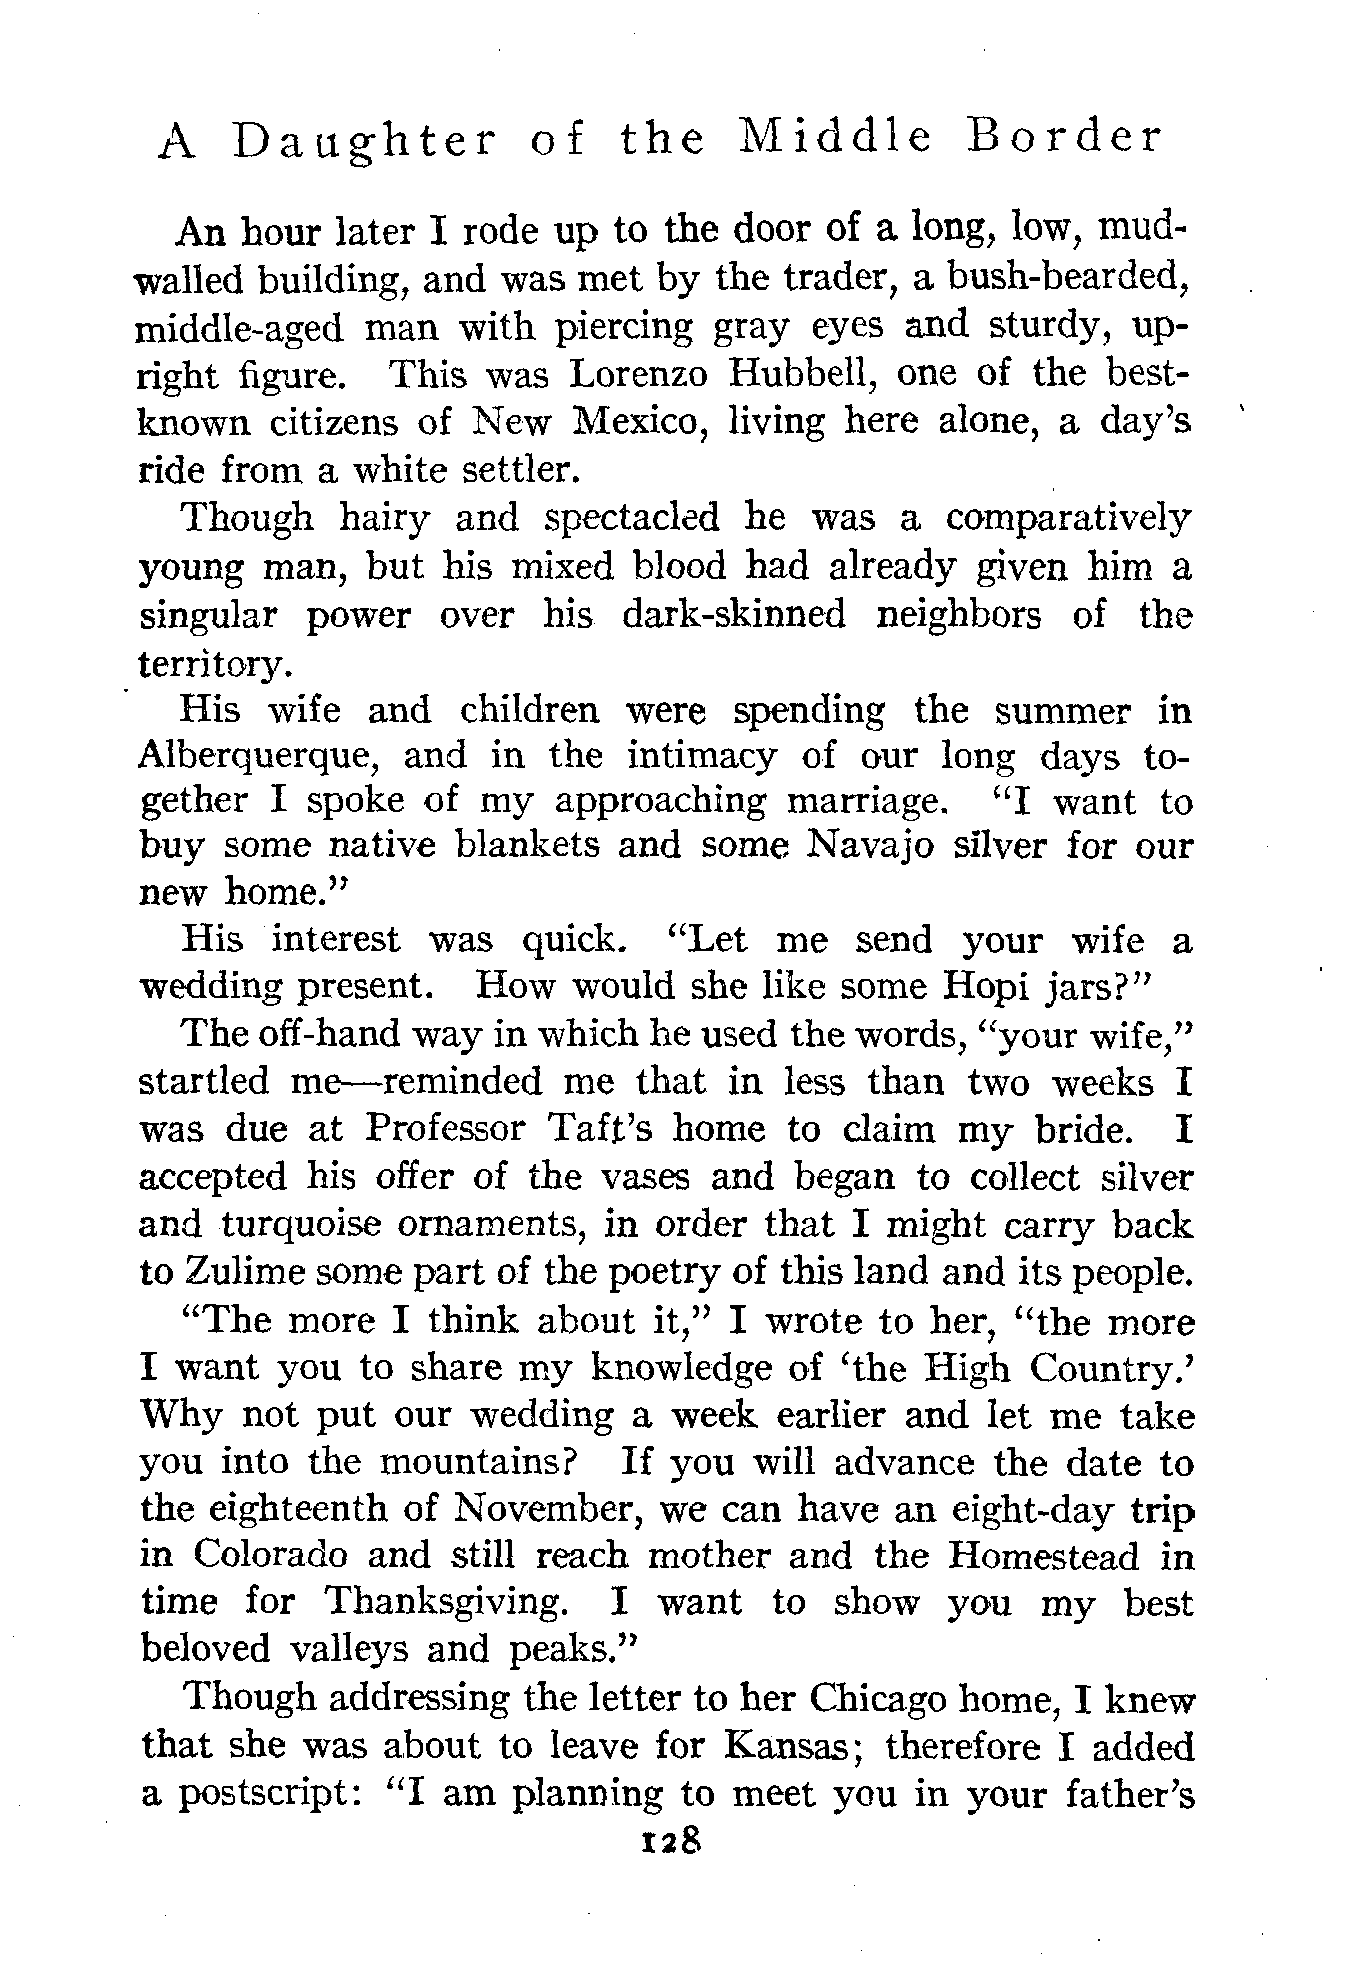 A Daughter of the Middle Border
An hour later I rode up to the door of a long, low, mud-
walled building, and was met by the trader, a bush-bearded,
middle-aged man with piercing gray eyes and sturdy, up-
right figure. This was Lorenzo Hubbell, one of the best-
known citizens of New Mexico, living here alone, a day's
ride from a white settler.
Though hairy and spectacled he was a comparatively
young man, but his mixed blood had already given him a
singular power over his dark-skinned neighbors of the
territory.
His wife and children were spending the summer in
Alberquerque, and in the intimacy of our long days to-
gether I spoke of my approaching marriage. "I want to
buy some native blankets and some Navajo silver for our
new home."
His interest was quick. "Let me send your wife a
wedding present. How would she like some Hopi jars?"
The off-hand way in which he used the words, "your wife,"
startled me—reminded me that in less than two weeks I
was due at Professor Taft's home to claim my bride. I
accepted his offer of the vases and began to collect silver
and turquoise ornaments, in order that I might carry back
to Zulime some part of the poetry of this land and its people.
"The more I think about it," I wrote to her, "the more
I want you to share my knowledge of 'the High Country.'
Why not put our wedding a week earlier and let me take
you into the mountains? If you will advance the date to
the eighteenth of November, we can have an eight-day trip
in Colorado and still reach mother and the Homestead in
time for Thanksgiving. I want to show you my best
beloved valleys and peaks."
Though addressing the letter to her Chicago home, I knew
that she was about to leave for Kansas; therefore I added
a postscript: "I am planning to meet you in your father's
128